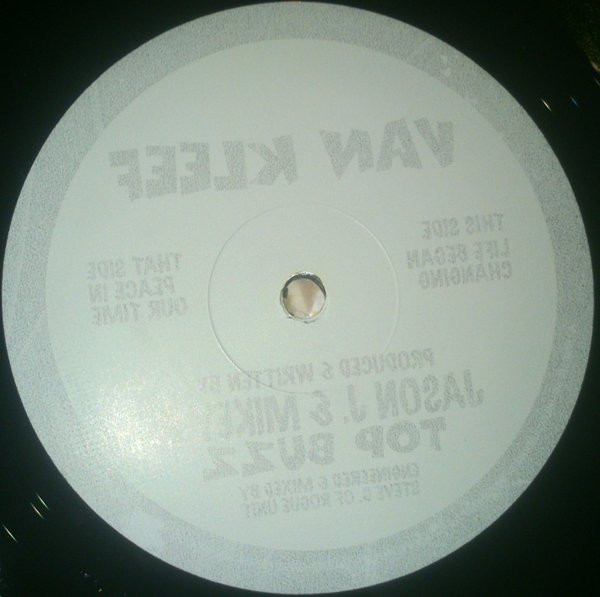 VAN KLEEF
THIS SIDE
LIFE BEGAN
CHANGING
THAT SIDE
PEACE IN
OUR TIME
PRODUCED & WRITTEN BY
JASON J. & MIKE
TOP BUZZ
ENGINEERED & MIXED BY
STEVE G. OF ROGUE UNIT